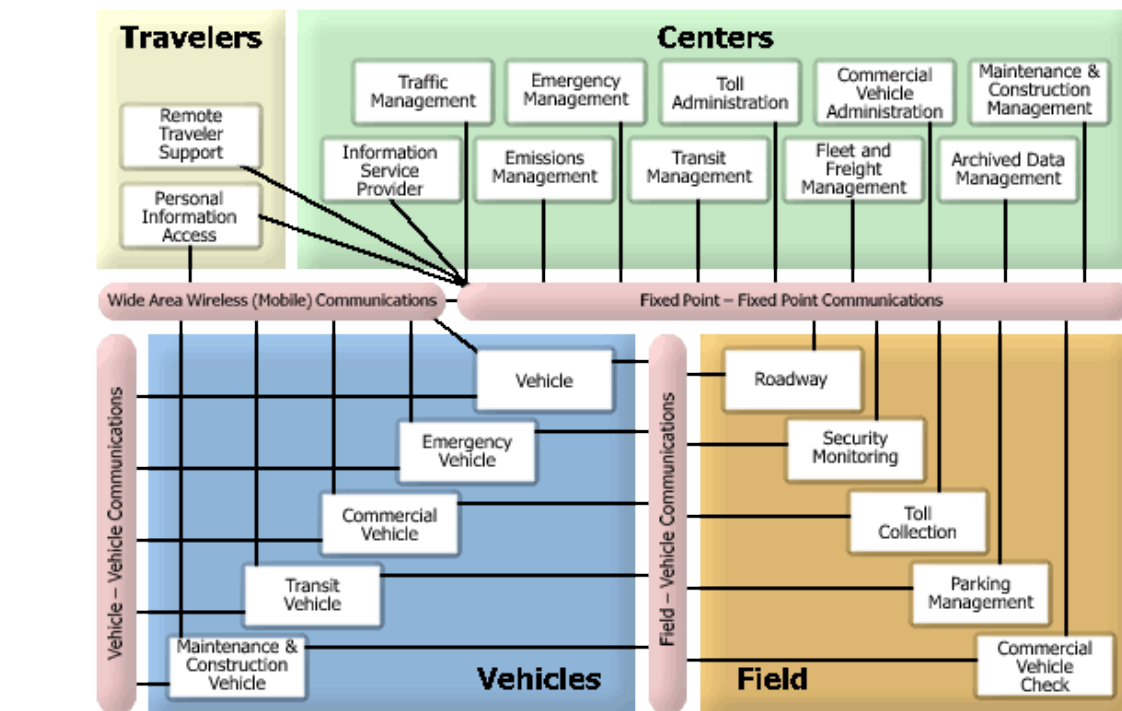 Travelers
Remote
Traveler
Support
Personal
Information
Access
Centers
Traffic
Management
Emergency
Management
Toll
Administration
Commercial
Vehicle
Administration
Maintenance &
Construction
Management
Information
Service
Provider
Emissions
Management
Transit
Management
Fleet and
Freight
Management
Archived Data
Management
Wide Area Wireless (Mobile) Communications
Fixed Point – Fixed Point Communications
Vehicle – Vehicle Communications
Vehicle
Emergency
Vehicle
Commercial
Vehicle
Transit
Vehicle
Maintenance &
Construction
Vehicle
Vehicles
Field – Vehicle Communications
Roadway
Security
Monitoring
Toll
Collection
Parking
Management
Commercial
Vehicle
Check
Field